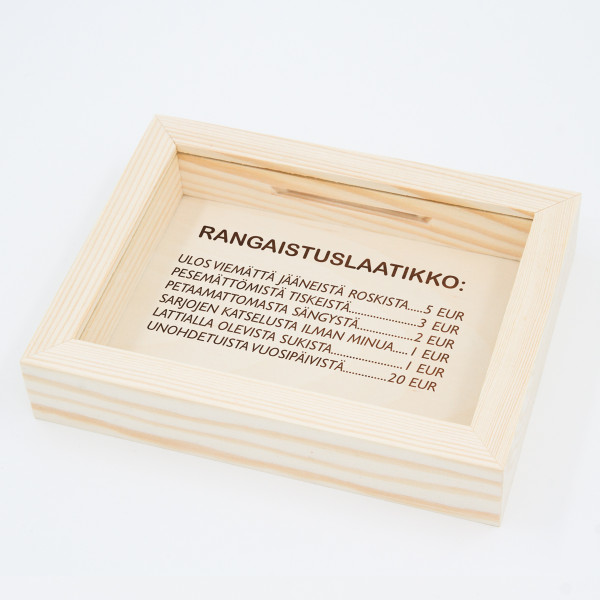 RANGAISTUSLAATIKKO:
ULOS VIEMÄTTÄ JÄÄNEISTÄ ROSKISTA.....5 EUR
PESEMÄTTÖMISTÄ TISKEISTÄ....................3 EUR
PETAAMATTOMASTA SÄNGYSTÄ................2 EUR
SARJOJEN KATSELUSTA ILMAN MINUA....1 EUR
LATTIALLA OLEVISTA SUKISTA.....................1 EUR
UNOHDETUISTA VUOSIPÄIVISTÄ.............20 EUR